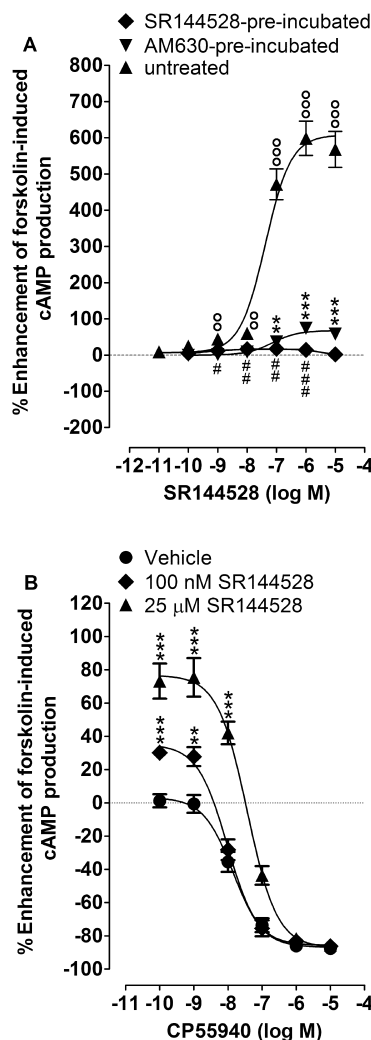 SR144528-pre-incubated
A AM630-pre-incubated
untreated
% Enhancement of forskolin-induced
cAMP production
800
700
600
500
400
300
200
100
0
-100
-200
°°
°°
°°°
°°°
°°°
**
***
***
#
##
##
###
-12 -11 -10 -9 -8 -7 -6 -5 -4
SR144528 (log M)
Vehicle
B 100 nM SR144528
25 μM SR144528
% Enhancement of forskolin-induced
cAMP production
120
100
80
60
40
20
0
-20
-40
-60
-80
-100
***
***
***
***
**
-11 -10 -9 -8 -7 -6 -5 -4
CP55940 (log M)